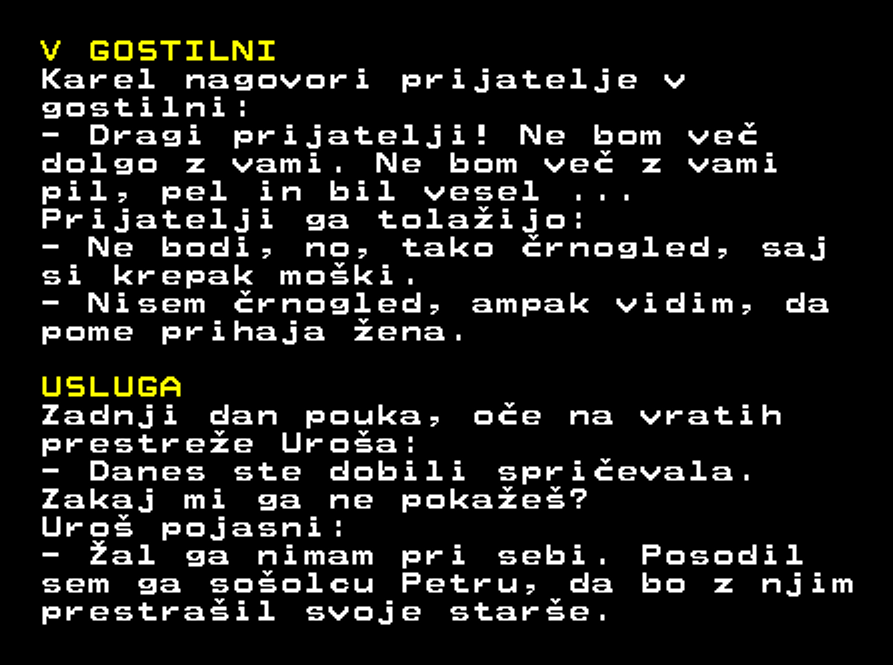 V GOSTILNI
Karel nagovori prijatelje v
gostilni:
- Dragi prijatelji! Ne bom več
dolgo z vami. Ne bom več z vami
pil, pel in bil vesel ...
Prijatelji ga tolažijo:
- Ne bodi, no, tako črnogled, saj
si krepak moški.
- Nisem črnogled, ampak vidim, da
pome prihaja žena.
USLUGA
Zadnji dan pouka, oče na vratih
prestreže Uroša:
- Danes ste dobili spričevala.
Zakaj mi ga ne pokažeš?
Uroš pojasni:
- Žal ga nimam pri sebi. Posodil
sem ga sošolcu Petru, da bo z njim
prestrašil svoje starše.